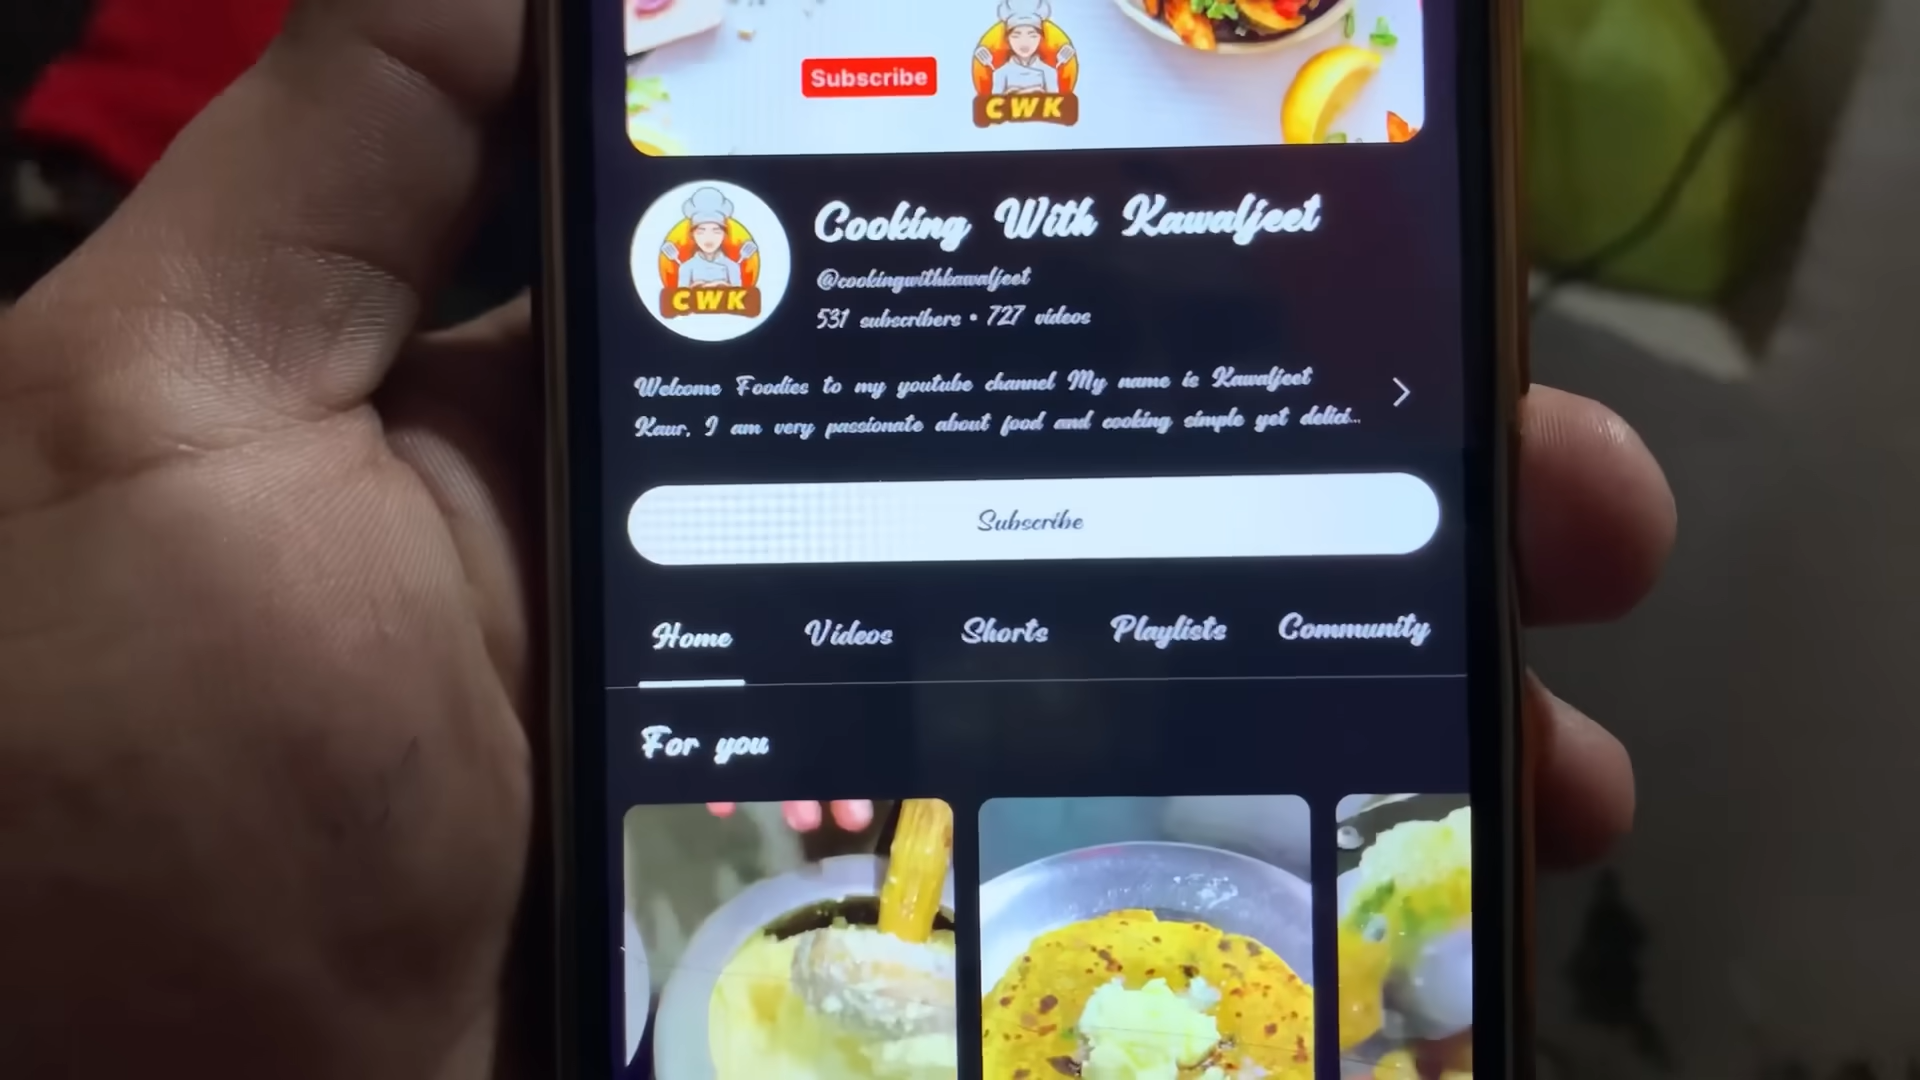 Subscribe
CWK
Cooking With Kawaljeet
CWK
@cookingwithkawaljeet
531 subscribers • 727 videos
Welcome Foodies to my youtube channel My name is Kawaljeet
Kaur, I am very passionate about food and cooking simple yet delici...
Subscribe
Home Videos Shorts Playlists Community
For you